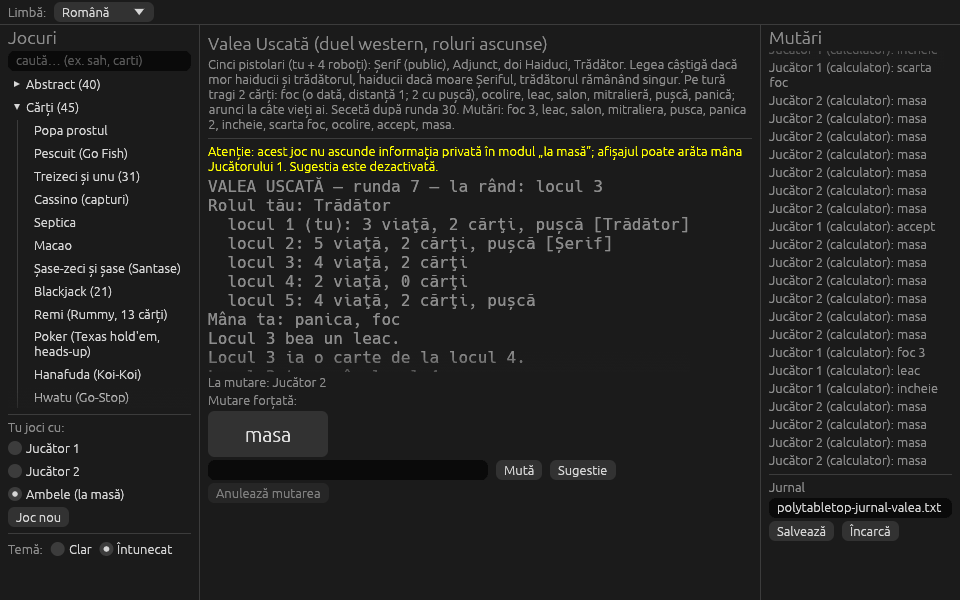 Limbă: Română
Jocuri
caută... (ex. sah, carti)
Abstract (40)
Cărți (45)
Popa prostul
Pescuit (Go Fish)
Treizeci și unu (31)
Cassino (capturi)
Septica
Macao
Șase-zeci și șase (Santase)
Blackjack (21)
Remi (Rummy, 13 cărți)
Poker (Texas hold'em,
heads-up)
Hanafuda (Koi-Koi)
Hwatu (Go-Stop)
Tu joci cu:
Jucător 1
Jucător 2
Ambele (la masă)
Joc nou
Temă: Clar Întunecat
Valea Uscată (duel western, roluri ascunse)
Cinci pistolari (tu + 4 roboți): Șerif (public), Adjunct, doi Haiduci, Trădător. Legea câștigă dacă
mor haiducii și trădătorul, haiducii dacă moare Șeriful, trădătorul rămânând singur. Pe tură
tragi 2 cărți: foc (o dată, distanță 1; 2 cu pușcă), ocolire, leac, salon, mitralieră, pușcă, panică;
arunci la câte vieți ai. Secetă după runda 30. Mutări: foc 3, leac, salon, mitraliera, pusca, panica
2, incheie, scarta foc, ocolire, accept, masa.
Atenție: acest joc nu ascunde informația privată în modul „la masă”; afișajul poate arăta mâna
Jucătorului 1. Sugestia este dezactivată.
VALEA USCATĂ — runda 7 — la rând: locul 3
Rolul tău: Trădător
locul 1 (tu): 3 viață, 2 cărți, pușcă [Trădător]
locul 2: 5 viață, 2 cărți, pușcă [Șerif]
locul 3: 4 viață, 2 cărți
locul 4: 2 viață, 0 cărți
locul 5: 4 viață, 2 cărți, pușcă
Mâna ta: panica, foc
Locul 3 bea un leac.
Locul 3 ia o carte de la locul 4.
La mutare: Jucător 2
Mutare forțată:
masa
Mută Sugestie
Anulează mutarea
Mutări
Jucător 1 (calculator): incheie
Jucător 1 (calculator): scarta
foc
Jucător 2 (calculator): masa
Jucător 2 (calculator): masa
Jucător 2 (calculator): masa
Jucător 2 (calculator): masa
Jucător 2 (calculator): masa
Jucător 2 (calculator): masa
Jucător 2 (calculator): masa
Jucător 1 (calculator): accept
Jucător 2 (calculator): masa
Jucător 2 (calculator): masa
Jucător 2 (calculator): masa
Jucător 2 (calculator): masa
Jucător 2 (calculator): masa
Jucător 2 (calculator): masa
Jucător 1 (calculator): foc 3
Jucător 1 (calculator): leac
Jucător 1 (calculator): incheie
Jucător 2 (calculator): masa
Jucător 2 (calculator): masa
Jucător 2 (calculator): masa
Jucător 2 (calculator): masa
Jurnal
polytabletop-jurnal-valea.txt
Salvează Încarcă